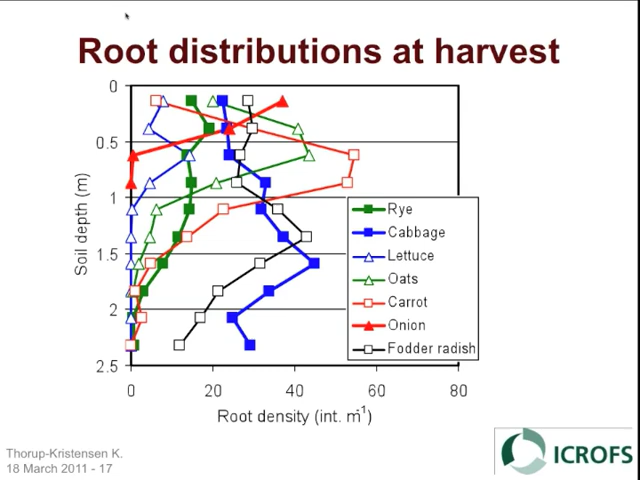 Root distributions at harvest
0
0.5
1
1.5
2
2.5
Soil depth (m)
Rye
Cabbage
Lettuce
Oats
Carrot
Onion
Fodder radish
0 20 40 60 80
Root density (int. m⁻¹)
Thorup-Kristensen K.
18 March 2011 - 17
ICROFS